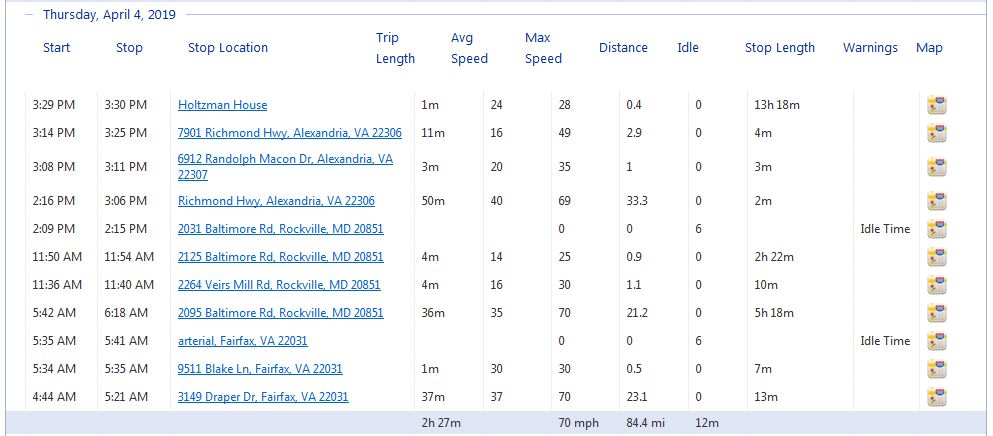 Thursday, April 4, 2019
Start Stop Stop Location Trip Length Avg Speed Max Speed Distance Idle Stop Length Warnings Map
3:29 PM 3:30 PM Holtzman House 1m 24 28 0.4 0 13h 18m
3:14 PM 3:25 PM 7901 Richmond Hwy, Alexandria, VA 22306 11m 16 49 2.9 0 4m
3:08 PM 3:11 PM 6912 Randolph Macon Dr, Alexandria, VA 22307 3m 20 35 1 0 3m
2:16 PM 3:06 PM Richmond Hwy, Alexandria, VA 22306 50m 40 69 33.3 0 2m
2:09 PM 2:15 PM 2031 Baltimore Rd, Rockville, MD 20851 0 0 6 Idle Time
11:50 AM 11:54 AM 2125 Baltimore Rd, Rockville, MD 20851 4m 14 25 0.9 0 2h 22m
11:36 AM 11:40 AM 2264 Veirs Mill Rd, Rockville, MD 20851 4m 16 30 1.1 0 10m
5:42 AM 6:18 AM 2095 Baltimore Rd, Rockville, MD 20851 36m 35 70 21.2 0 5h 18m
5:35 AM 5:41 AM arterial, Fairfax, VA 22031 0 0 6 Idle Time
5:34 AM 5:35 AM 9511 Blake Ln, Fairfax, VA 22031 1m 30 30 0.5 0 7m
4:44 AM 5:21 AM 3149 Draper Dr, Fairfax, VA 22031 37m 37 70 23.1 0 13m
2h 27m 70 mph 84.4 mi 12m